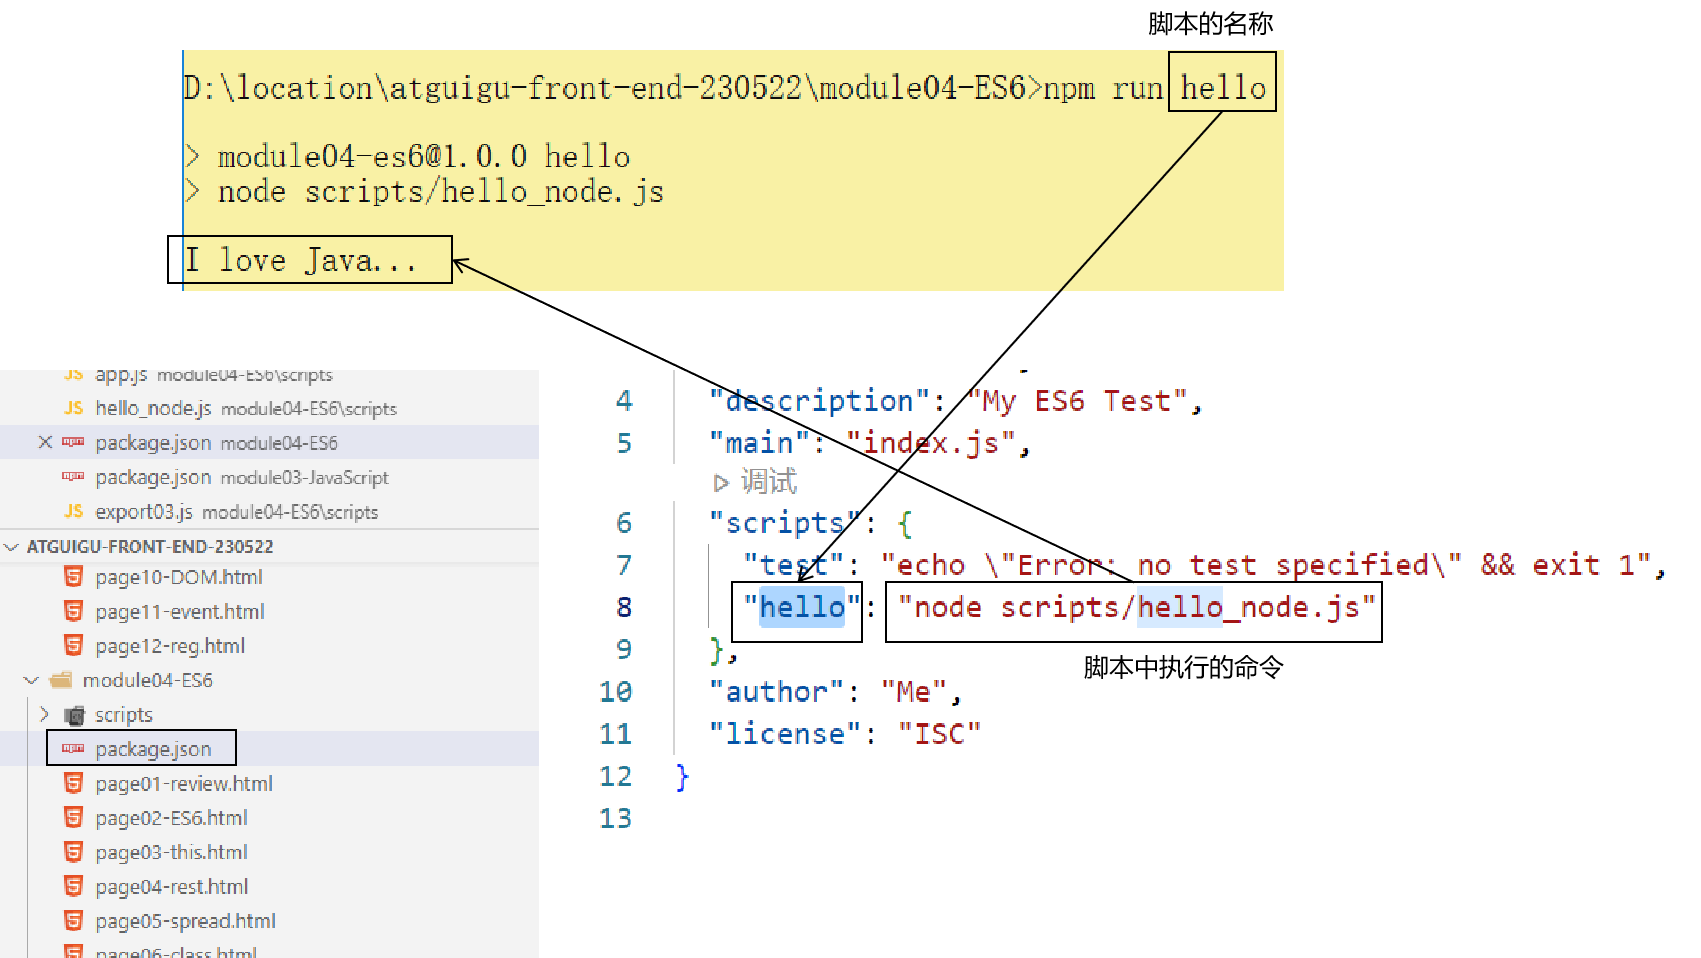 脚本的名称
D:\location\atguigu-front-end-230522\module04-ES6>npm run hello
> module04-es6@1.0.0 hello
> node scripts/hello_node.js
I love Java...
JS app.js module04-ES6\scripts
JS hello_node.js module04-ES6\scripts
package.json module04-ES6
package.json module03-JavaScript
JS export03.js module04-ES6\scripts
ATGUIGU-FRONT-END-230522
page10-DOM.html
page11-event.html
page12-reg.html
module04-ES6
scripts
package.json
page01-review.html
page02-ES6.html
page03-this.html
page04-rest.html
page05-spread.html
page06-class.html
4 "description": "My ES6 Test",
5 "main": "index.js",
调试
6 "scripts": {
7 "test": "echo \"Error: no test specified\" && exit 1",
8 "hello": "node scripts/hello_node.js"
9 },
脚本中执行的命令
10 "author": "Me",
11 "license": "ISC"
12 }
13